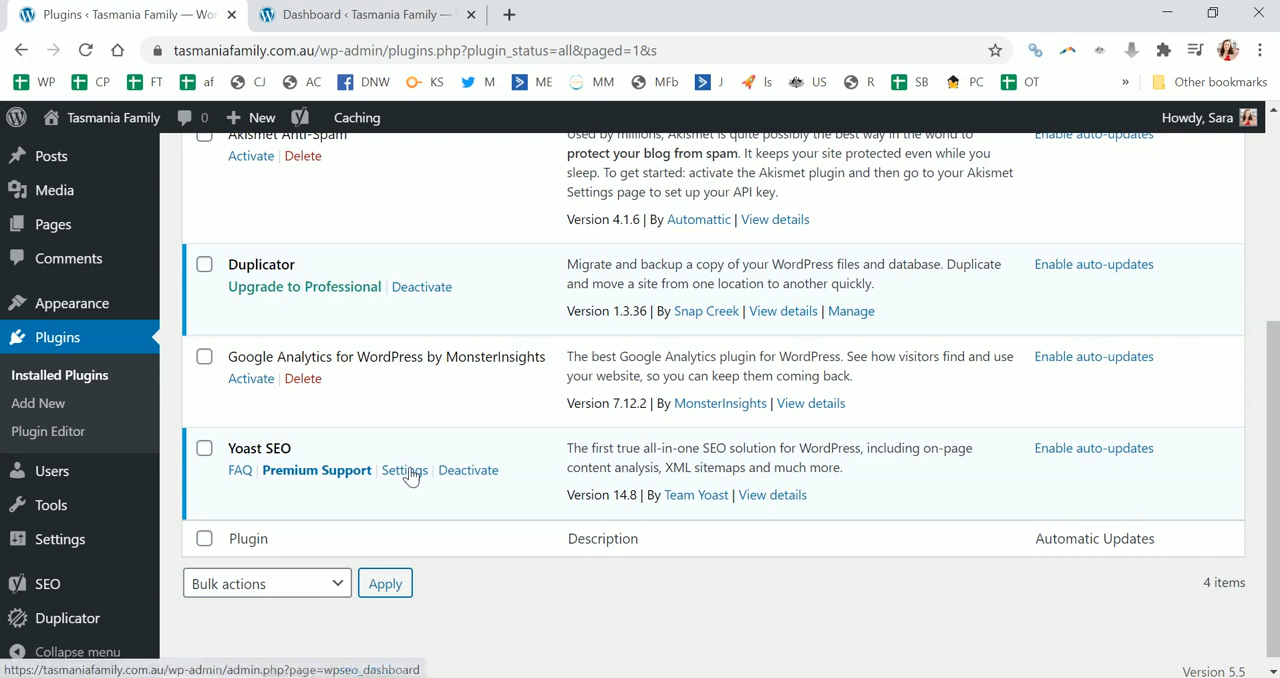 Plugins ‹ Tasmania Family — Wor
Dashboard ‹ Tasmania Family —
tasmaniafamily.com.au/wp-admin/plugins.php?plugin_status=all&paged=1&s
WP CP FT af CJ AC DNW KS M ME MM MFb J ls US R SB PC OT » Other bookmarks
Tasmania Family 0 New Caching Howdy, Sara
Posts
Media
Pages
Comments
Appearance
Plugins
Installed Plugins
Add New
Plugin Editor
Users
Tools
Settings
SEO
Duplicator
Collapse menu
Akismet Anti-Spam
Activate | Delete
Used by millions, Akismet is quite possibly the best way in the world to
protect your blog from spam. It keeps your site protected even while you
sleep. To get started: activate the Akismet plugin and then go to your Akismet
Settings page to set up your API key.
Version 4.1.6 | By Automattic | View details
Enable auto-updates
Duplicator
Upgrade to Professional | Deactivate
Migrate and backup a copy of your WordPress files and database. Duplicate
and move a site from one location to another quickly.
Version 1.3.36 | By Snap Creek | View details | Manage
Enable auto-updates
Google Analytics for WordPress by MonsterInsights
Activate | Delete
The best Google Analytics plugin for WordPress. See how visitors find and use
your website, so you can keep them coming back.
Version 7.12.2 | By MonsterInsights | View details
Enable auto-updates
Yoast SEO
FAQ | Premium Support | Settings | Deactivate
The first true all-in-one SEO solution for WordPress, including on-page
content analysis, XML sitemaps and much more.
Version 14.8 | By Team Yoast | View details
Enable auto-updates
Plugin Description Automatic Updates
Bulk actions Apply 4 items
https://tasmaniafamily.com.au/wp-admin/admin.php?page=wpseo_dashboard
Version 5.5